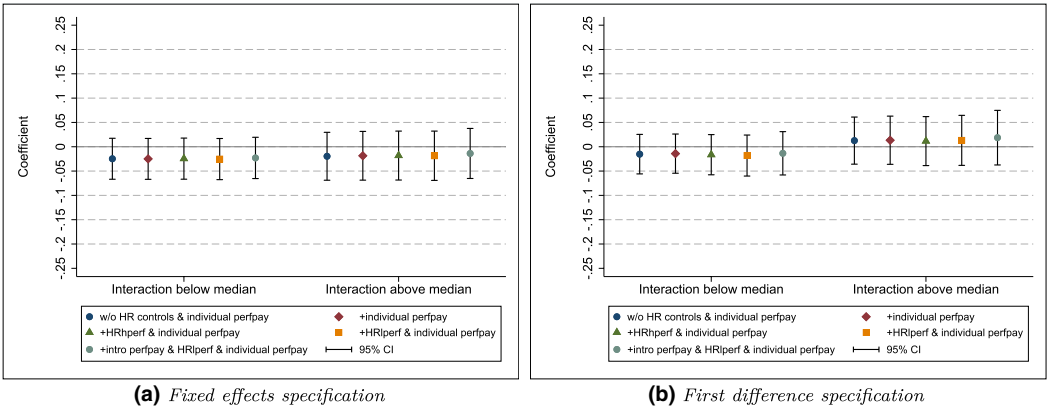 .25
.2
.15
.1
.05
0
-.05
-.1
-.15
-.2
-.25
Coefficient
Interaction below median Interaction above median
w/o HR controls & individual perfpay +individual perfpay
+HRhperf & individual perfpay +HRlperf & individual perfpay
+intro perfpay & HRlperf & individual perfpay 95% CI
(a) Fixed effects specification
.25
.2
.15
.1
.05
0
-.05
-.1
-.15
-.2
-.25
Coefficient
Interaction below median Interaction above median
w/o HR controls & individual perfpay +individual perfpay
+HRhperf & individual perfpay +HRlperf & individual perfpay
+intro perfpay & HRlperf & individual perfpay 95% CI
(b) First difference specification